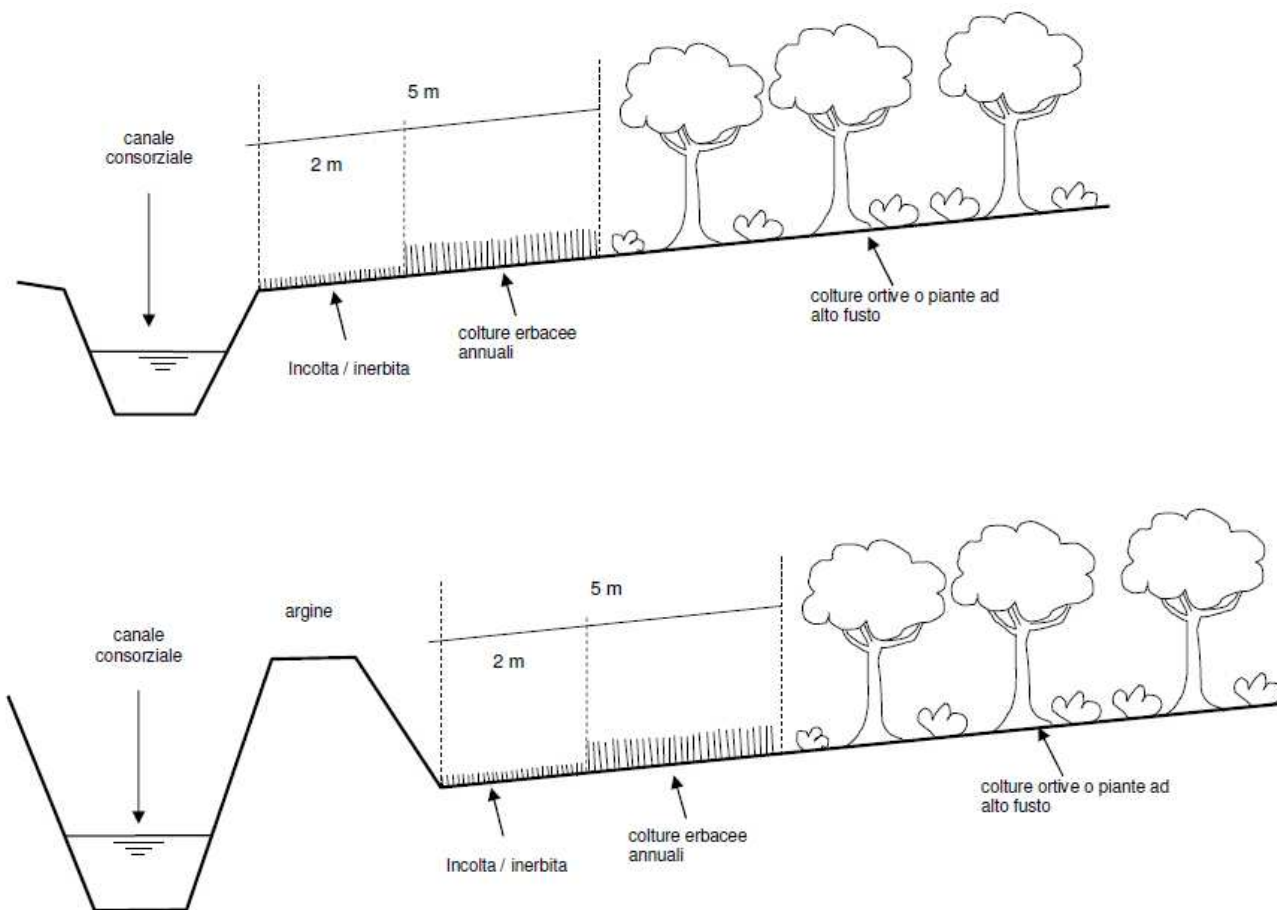 5 m
canale
consorziale
2 m
colture ortive o piante ad
alto fusto
colture erbacee
annuali
Incolta / inerbita
5 m
argine
canale
consorziale
2 m
colture ortive o piante ad
alto fusto
colture erbacee
annuali
Incolta / inerbita